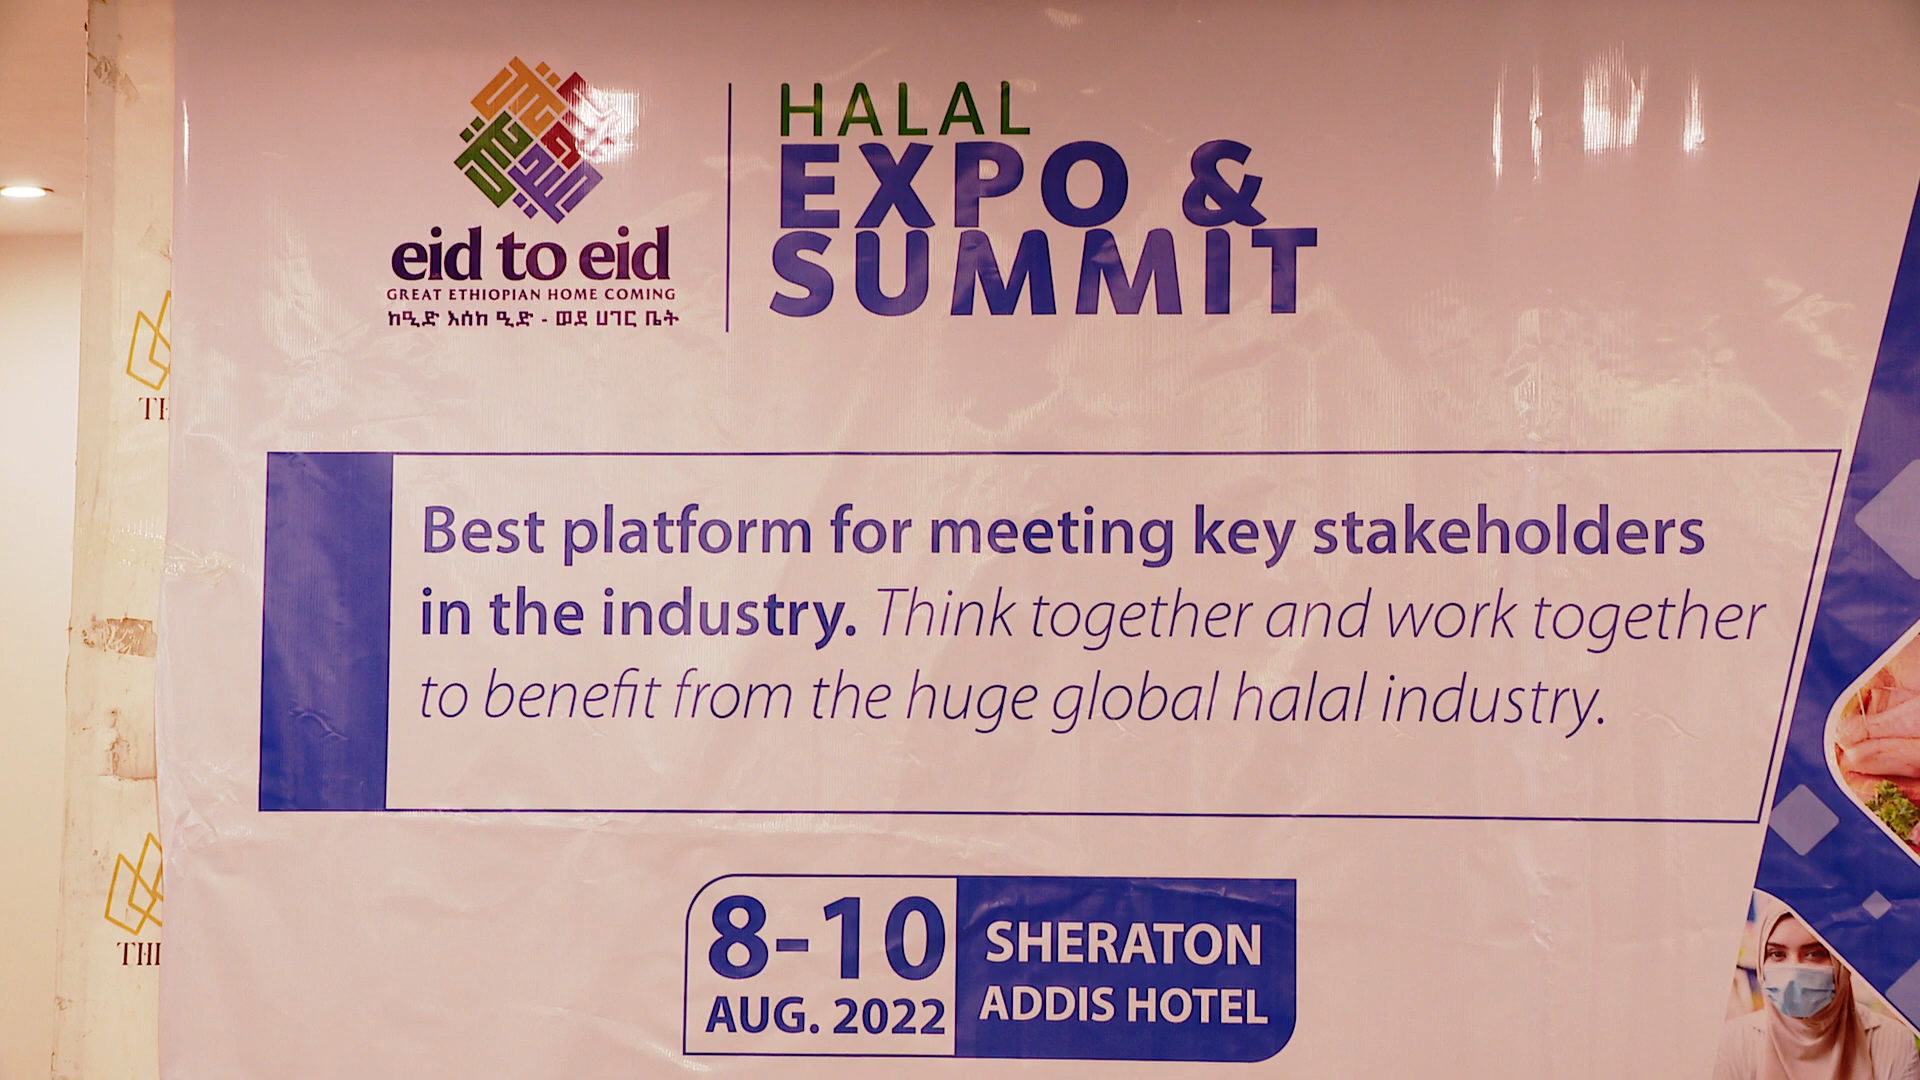 HALAL
EXPO &
SUMMIT
eid to eid
GREAT ETHIOPIAN HOME COMING
ከዒድ እስከ ዒድ - ወደ ሀገር ቤት
Best platform for meeting key stakeholders
in the industry. Think together and work together
to benefit from the huge global halal industry.
8-10
AUG. 2022
SHERATON
ADDIS HOTEL